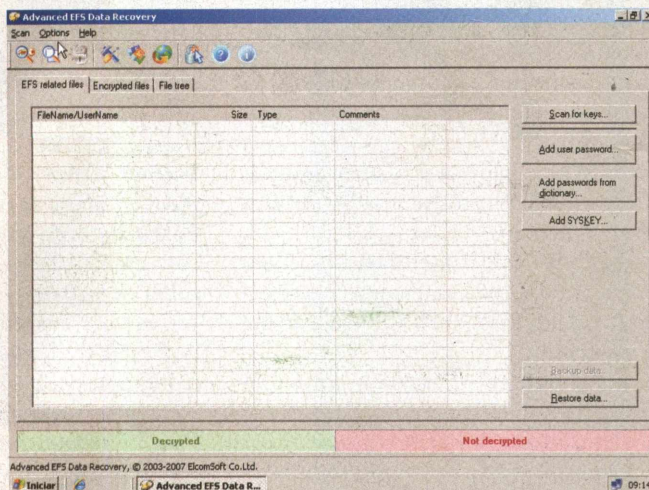 Advanced EFS Data Recovery
Scan Options Help
EFS related files Encrypted files File tree
FileName/UserName Size Type Comments
Scan for keys...
Add user password...
Add passwords from
dictionary...
Add SYSKEY...
Backup data...
Restore data...
Decrypted Not decrypted
Advanced EFS Data Recovery, © 2003-2007 ElcomSoft Co.Ltd.
Iniciar Advanced EFS Data R... 09:14